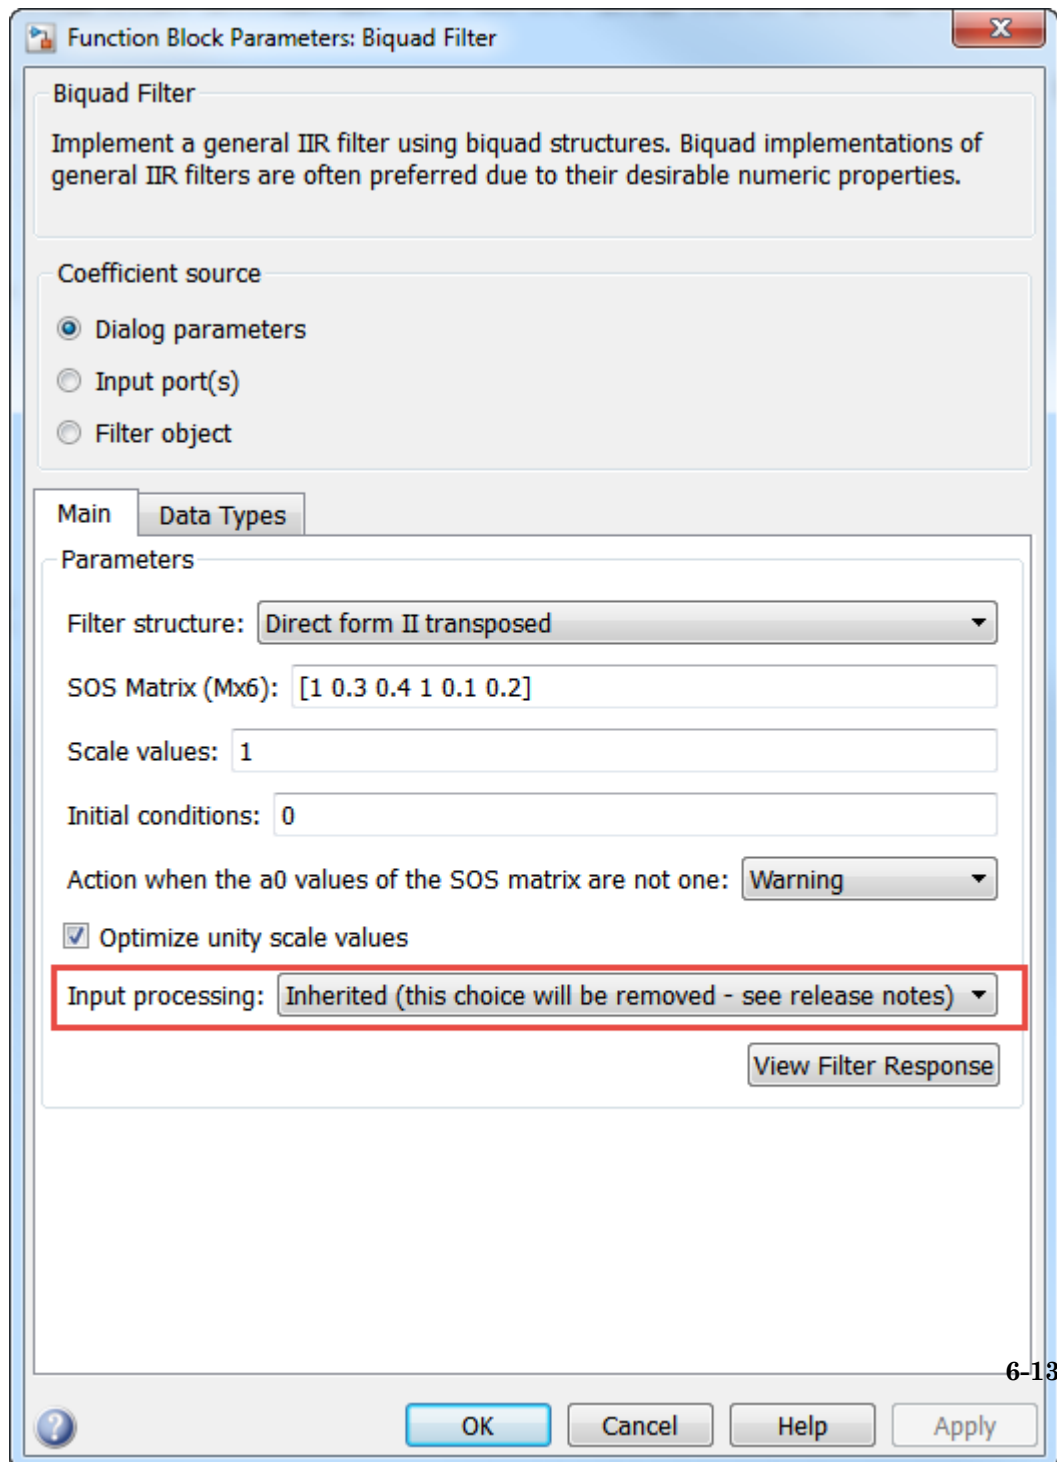 Function Block Parameters: Biquad Filter
Biquad Filter
Implement a general IIR filter using biquad structures. Biquad implementations of
general IIR filters are often preferred due to their desirable numeric properties.
Coefficient source
Dialog parameters
Input port(s)
Filter object
Main Data Types
Parameters
Filter structure: Direct form II transposed
SOS Matrix (Mx6): [1 0.3 0.4 1 0.1 0.2]
Scale values: 1
Initial conditions: 0
Action when the a0 values of the SOS matrix are not one: Warning
Optimize unity scale values
Input processing: Inherited (this choice will be removed - see release notes)
View Filter Response
6-13
? OK Cancel Help Apply